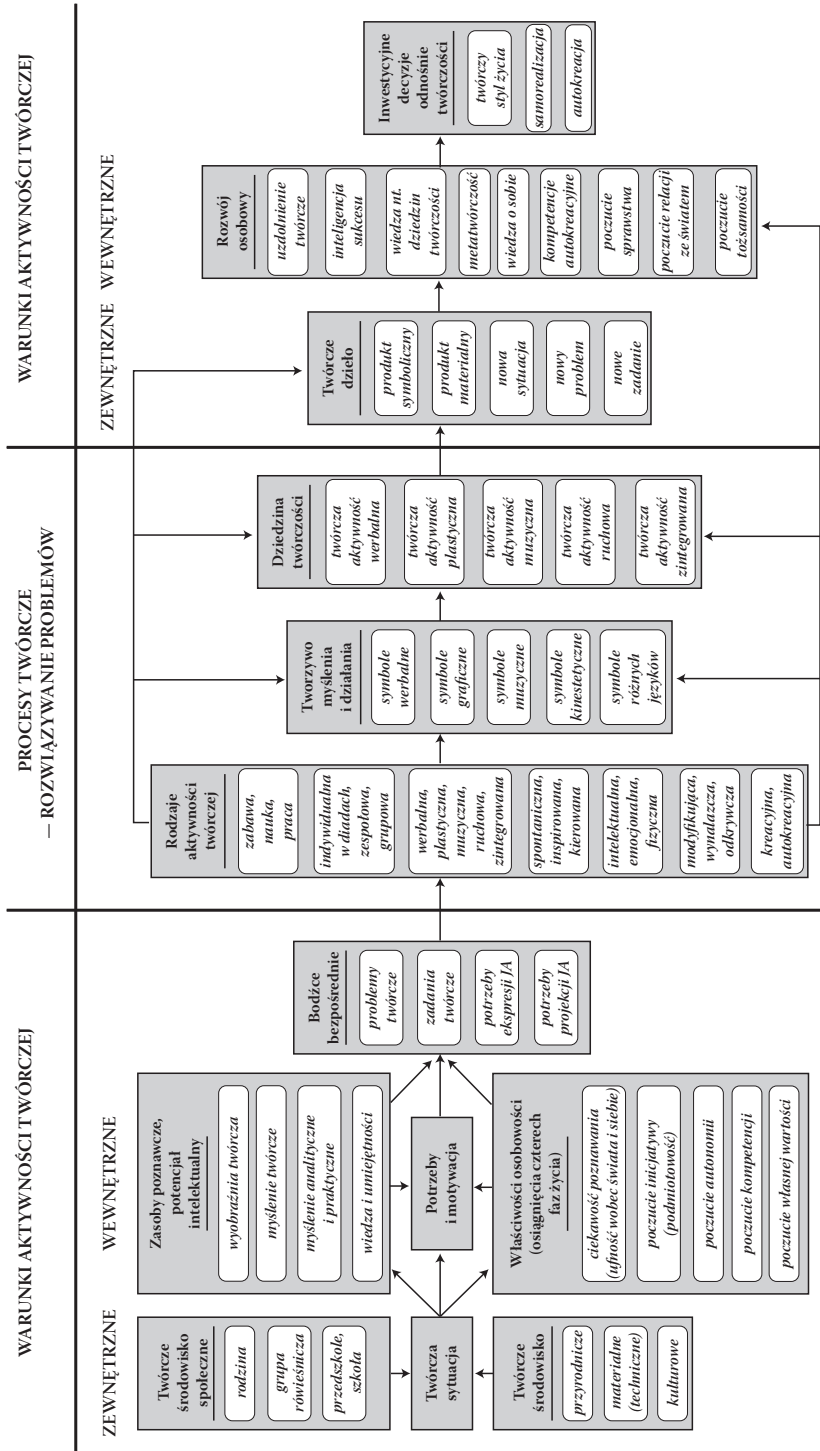 WARUNKI AKTYWNOŚCI TWÓRCZEJ
ZEWNĘTRZNE
WEWNĘTRZNE
Twórcze
środowisko
społeczne
rodzina
grupa
rówieśnicza
przedszkole,
szkoła
Twórcza
sytuacja
Twórcze
środowisko
przyrodnicze
materialne
(techniczne)
kulturowe
Zasoby poznawcze,
potencjał
intelektualny
wyobraźnia twórcza
myślenie twórcze
myślenie analityczne
i praktyczne
wiedza i umiejętności
Potrzeby
i motywacja
Właściwości osobowości
(osiągnięcia czterech
faz życia)
ciekawość poznawania
(ufność wobec świata i siebie)
poczucie inicjatywy
(podmiotowość)
poczucie autonomii
poczucie kompetencji
poczucie własnej wartości
Bodźce
bezpośrednie
problemy
twórcze
zadania
twórcze
potrzeby
ekspresji JA
potrzeby
projekcji JA
PROCESY TWÓRCZE
— ROZWIĄZYWANIE PROBLEMÓW
Rodzaje
aktywności
twórczej
zabawa,
nauka,
praca
indywidualna
w diadach,
zespołowa,
grupowa
werbalna,
plastyczna,
muzyczna,
ruchowa,
zintegrowana
spontaniczna,
inspirowana,
kierowana
intelektualna,
emocjonalna,
fizyczna
modyfikująca,
wynalazcza,
odkrywcza
kreacyjna,
autokreacyjna
Tworzywo
myślenia
i działania
symbole
werbalne
symbole
graficzne
symbole
muzyczne
symbole
kinestetyczne
symbole
różnych
języków
Dziedzina
twórczości
twórcza
aktywność
werbalna
twórcza
aktywność
plastyczna
twórcza
aktywność
muzyczna
twórcza
aktywność
ruchowa
twórcza
aktywność
zintegrowana
WARUNKI AKTYWNOŚCI TWÓRCZEJ
ZEWNĘTRZNE
WEWNĘTRZNE
Twórcze
dzieło
produkt
symboliczny
produkt
materialny
nowa
sytuacja
nowy
problem
nowe
zadanie
Rozwój
osobowy
uzdolnienie
twórcze
inteligencja
sukcesu
wiedza nt.
dziedzin
twórczości
metatwórczość
wiedza o sobie
kompetencje
autokreacyjne
poczucie
sprawstwa
poczucie relacji
ze światem
poczucie
tożsamości
Inwestycyjne
decyzje
odnośnie
twórczości
twórczy
styl życia
samorealizacja
autokreacja